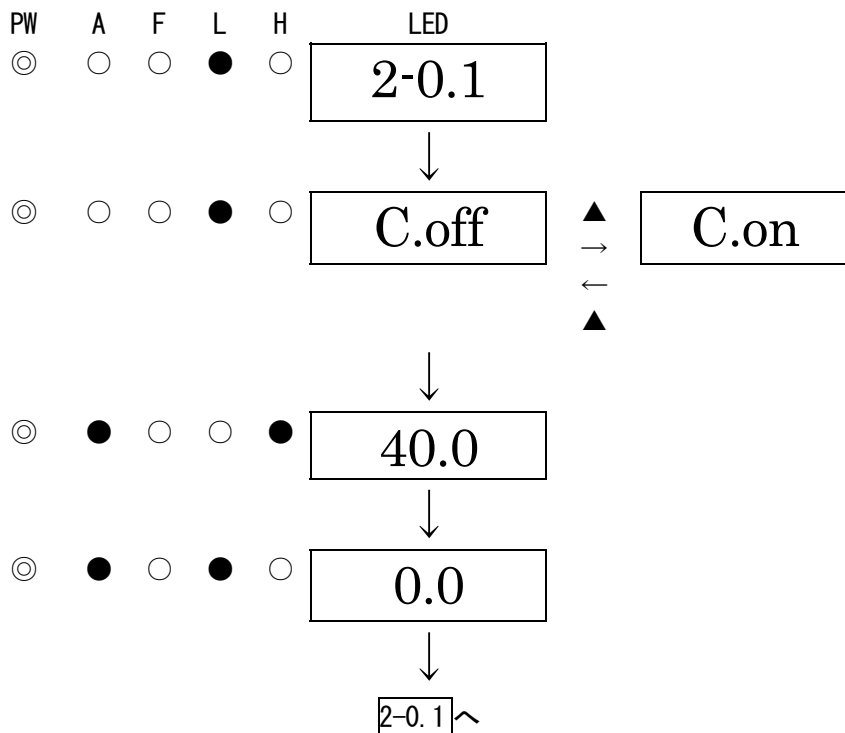 PW A F L H LED
◎ ○ ○ ● ○ 2-0.1
↓
◎ ○ ○ ● ○ C.off ▲ C.on
→
←
▲
↓
◎ ● ○ ○ ● 40.0
↓
◎ ● ○ ● ○ 0.0
↓
2-0.1へ